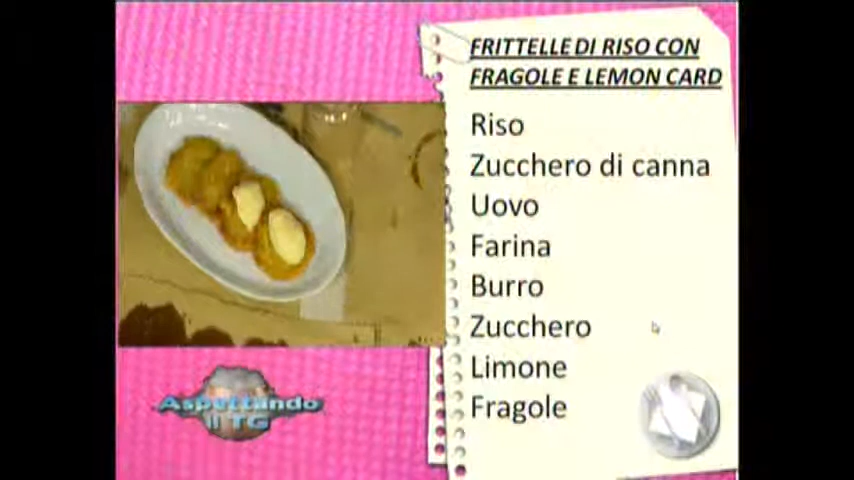 FRITTELLE DI RISO CON
FRAGOLE E LEMON CARD
Riso
Zucchero di canna
Uovo
Farina
Burro
Zucchero
Limone
Fragole
Aspettando
il TG